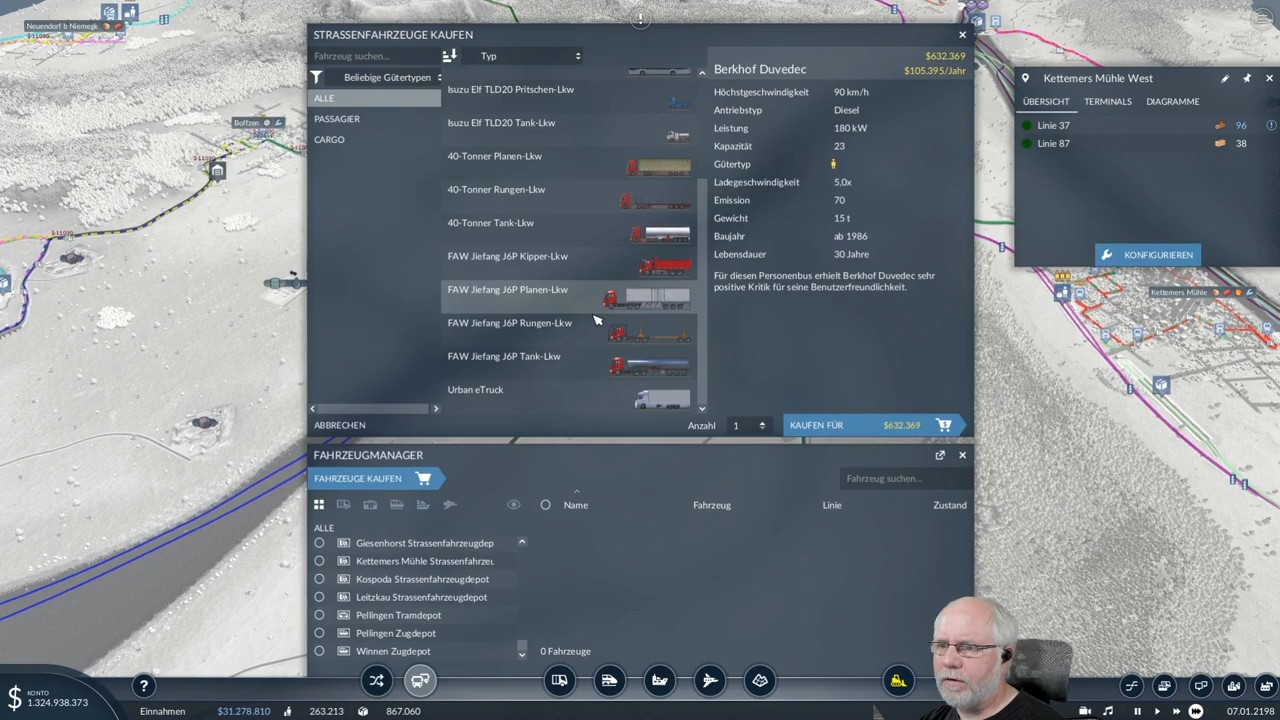 Neuendorf b Niemegk
Boffzen
STRASSENFAHRZEUGE KAUFEN
Fahrzeug suchen...
Typ
Beliebige Gütertypen
ALLE
PASSAGIER
CARGO
Isuzu Elf TLD20 Pritschen-Lkw
Isuzu Elf TLD20 Tank-Lkw
40-Tonner Planen-Lkw
40-Tonner Rungen-Lkw
40-Tonner Tank-Lkw
FAW Jiefang J6P Kipper-Lkw
FAW Jiefang J6P Planen-Lkw
FAW Jiefang J6P Rungen-Lkw
FAW Jiefang J6P Tank-Lkw
Urban eTruck
$632.369
Berkhof Duvedec
$105.395/Jahr
Höchstgeschwindigkeit 90 km/h
Antriebstyp Diesel
Leistung 180 kW
Kapazität 23
Gütertyp
Ladegeschwindigkeit 5,0x
Emission 70
Gewicht 15 t
Baujahr ab 1986
Lebensdauer 30 Jahre
Für diesen Personenbus erhielt Berkhof Duvedec sehr
positive Kritik für seine Benutzerfreundlichkeit.
ABBRECHEN
Anzahl 1
KAUFEN FÜR $632.369
Kettemers Mühle West
ÜBERSICHT TERMINALS DIAGRAMME
Linie 37 96
Linie 87 38
KONFIGURIEREN
Kettemers Mühle
FAHRZEUGMANAGER
FAHRZEUGE KAUFEN
Fahrzeug suchen...
Name Fahrzeug Linie Zustand
ALLE
Giesenhorst Strassenfahrzeugdep
Kettemers Mühle Strassenfahrzeu
Kospoda Strassenfahrzeugdepot
Leitzkau Strassenfahrzeugdepot
Pellingen Tramdepot
Pellingen Zugdepot
Winnen Zugdepot
0 Fahrzeuge
$ KONTO
1.324.938.373
?
Einnahmen $31.278.810 263.213 867.060
07.01.2198